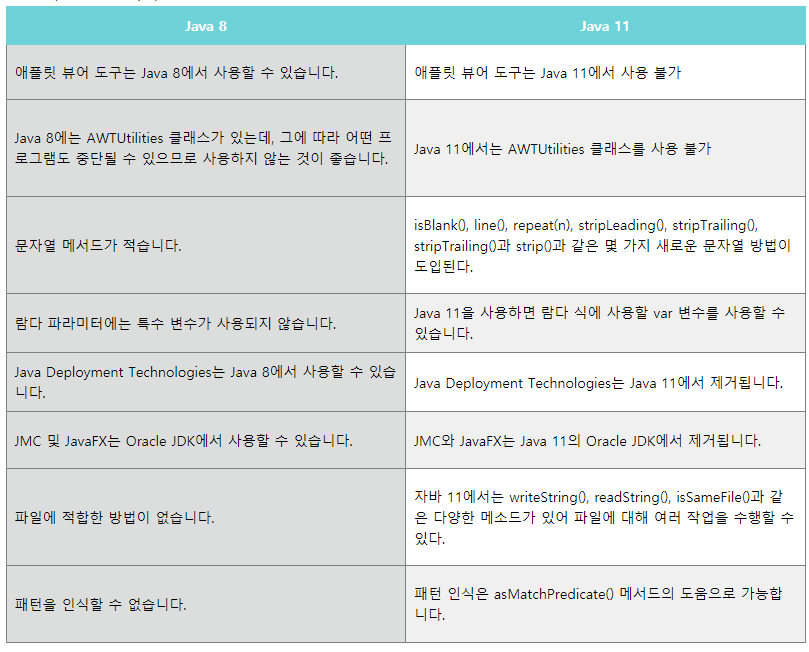 Java 8
Java 11
애플릿 뷰어 도구는 Java 8에서 사용할 수 있습니다.
애플릿 뷰어 도구는 Java 11에서 사용 불가
Java 8에는 AWTUtilities 클래스가 있는데, 그에 따라 어떤 프
로그램도 중단될 수 있으므로 사용하지 않는 것이 좋습니다.
Java 11에서는 AWTUtilities 클래스를 사용 불가
문자열 메서드가 적습니다.
isBlank(), line(), repeat(n), stripLeading(), stripTrailing(),
stripTrailing()과 strip()과 같은 몇 가지 새로운 문자열 방법이
도입된다.
람다 파라미터에는 특수 변수가 사용되지 않습니다.
Java 11을 사용하면 람다 식에 사용할 var 변수를 사용할 수
있습니다.
Java Deployment Technologies는 Java 8에서 사용할 수 있습
니다.
Java Deployment Technologies는 Java 11에서 제거됩니다.
JMC 및 JavaFX는 Oracle JDK에서 사용할 수 있습니다.
JMC와 JavaFX는 Java 11의 Oracle JDK에서 제거됩니다.
파일에 적합한 방법이 없습니다.
자바 11에서는 writeString(), readString(), isSameFile()과 같
은 다양한 메소드가 있어 파일에 대해 여러 작업을 수행할 수
있다.
패턴을 인식할 수 없습니다.
패턴 인식은 asMatchPredicate() 메서드의 도움으로 가능합
니다.